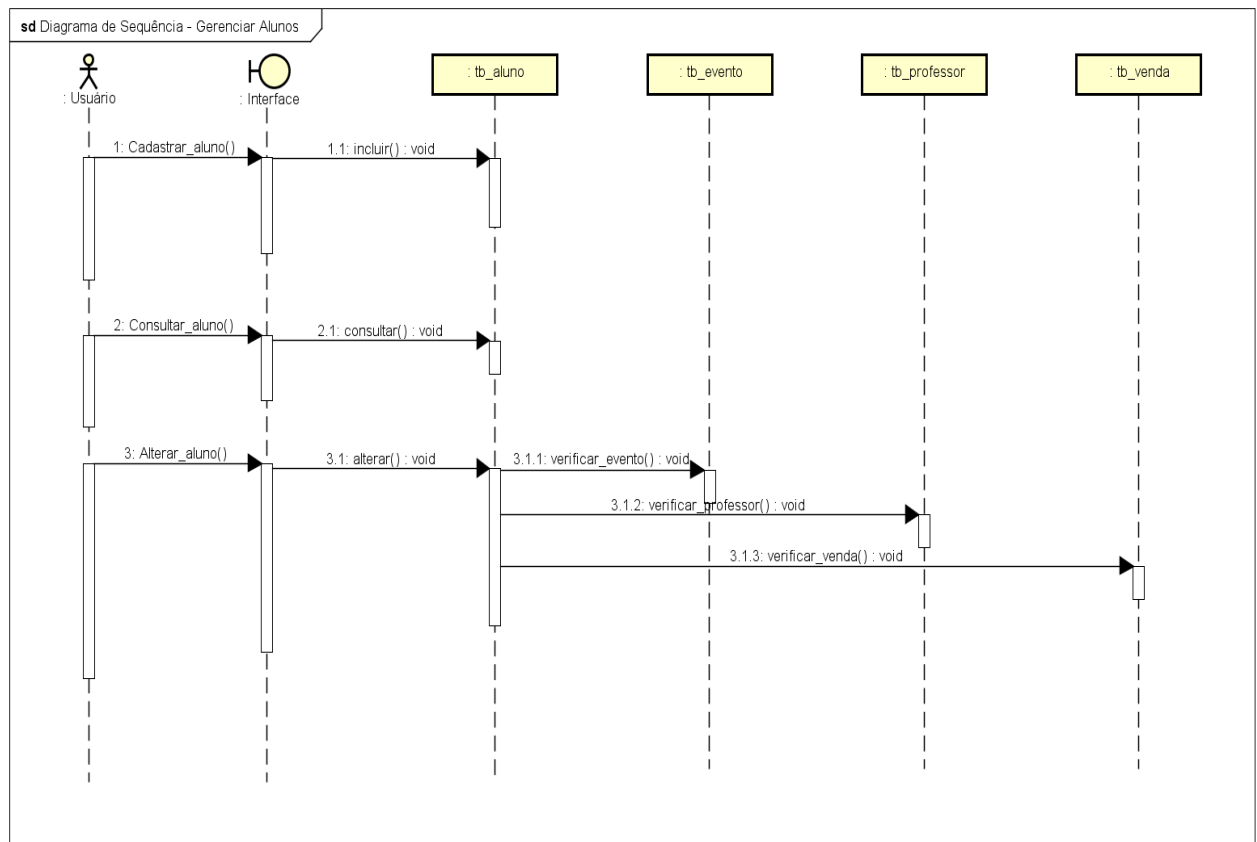 sd Diagrama de Sequência - Gerenciar Alunos
: Usuário
: Interface
: tb_aluno
: tb_evento
: tb_professor
: tb_venda
1: Cadastrar_aluno()
1.1: incluir() : void
2: Consultar_aluno()
2.1: consultar() : void
3: Alterar_aluno()
3.1: alterar() : void
3.1.1: verificar_evento() : void
3.1.2: verificar_professor() : void
3.1.3: verificar_venda() : void